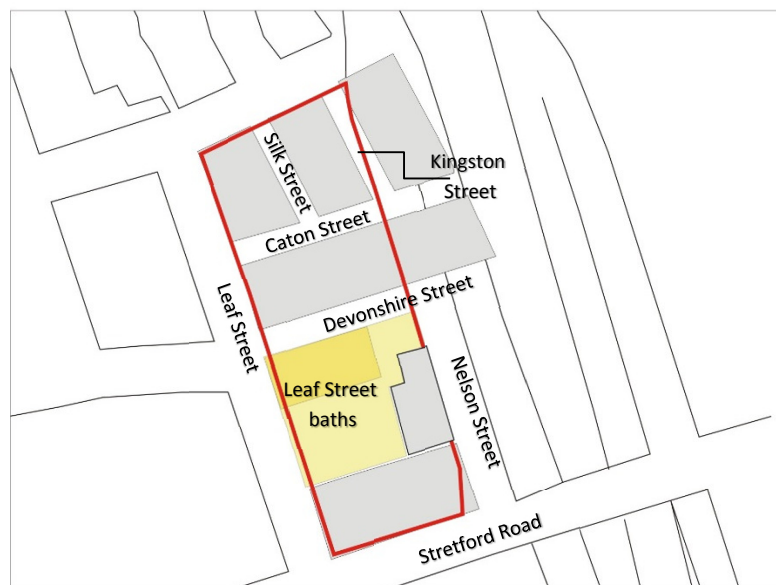 Silk Street
Kingston
Street
Caton Street
Leaf Street
Devonshire Street
Leaf Street
baths
Nelson Street
Stretford Road